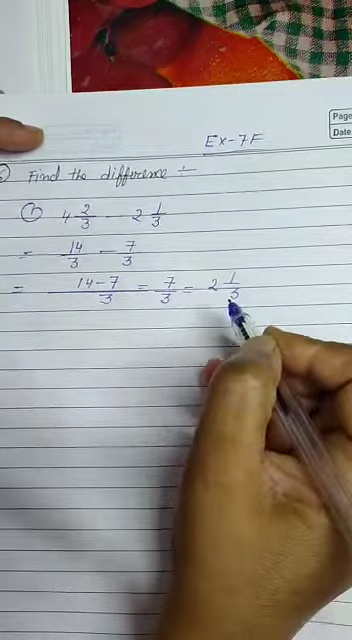 Page
Date
Ex-7F
Find the difference :-
4 2/3 - 2 1/3
= 14/3 - 7/3
= 14-7/3 = 7/3 = 2 1/3